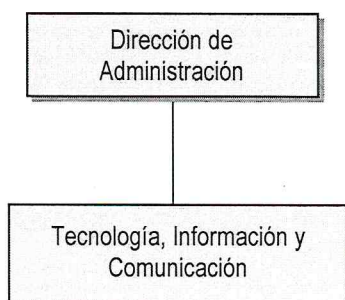 Dirección de
Administración
Tecnología, Información y
Comunicación